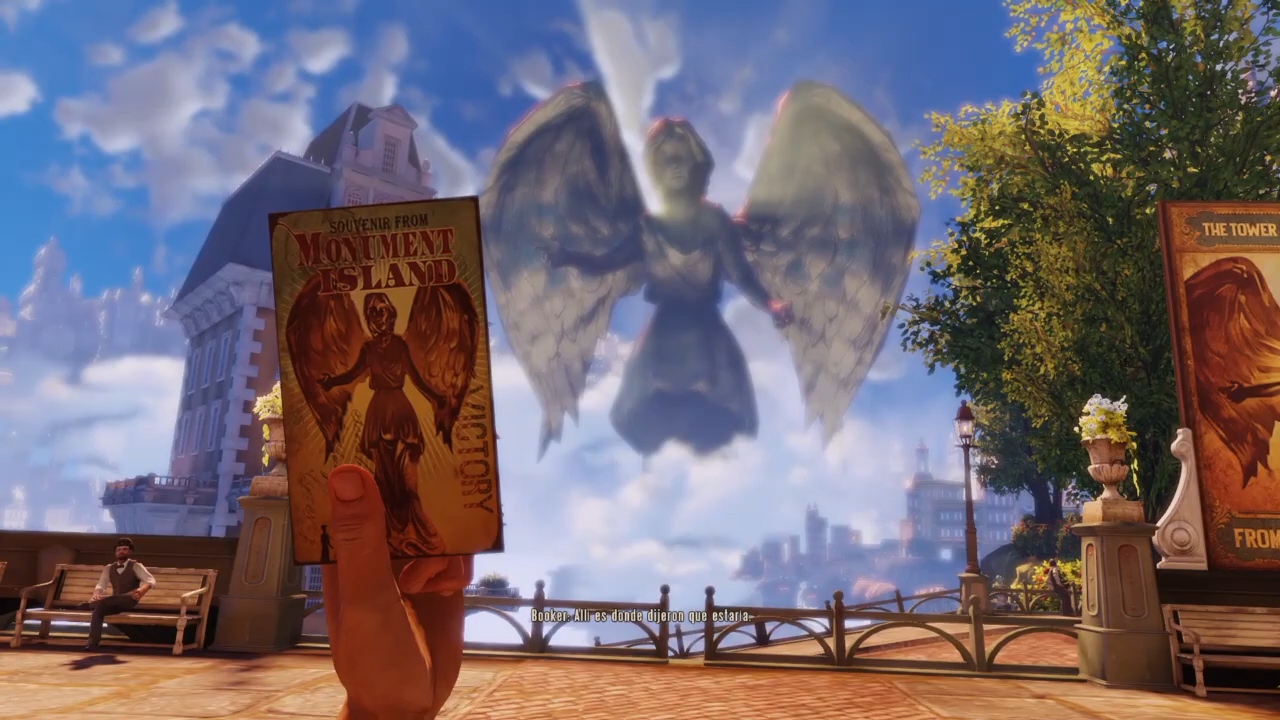 SOUVENIR FROM
MONUMENT
ISLAND
VICTORY
THE TOWER
FROM
Booker: Allí es donde dijeron que estaría.